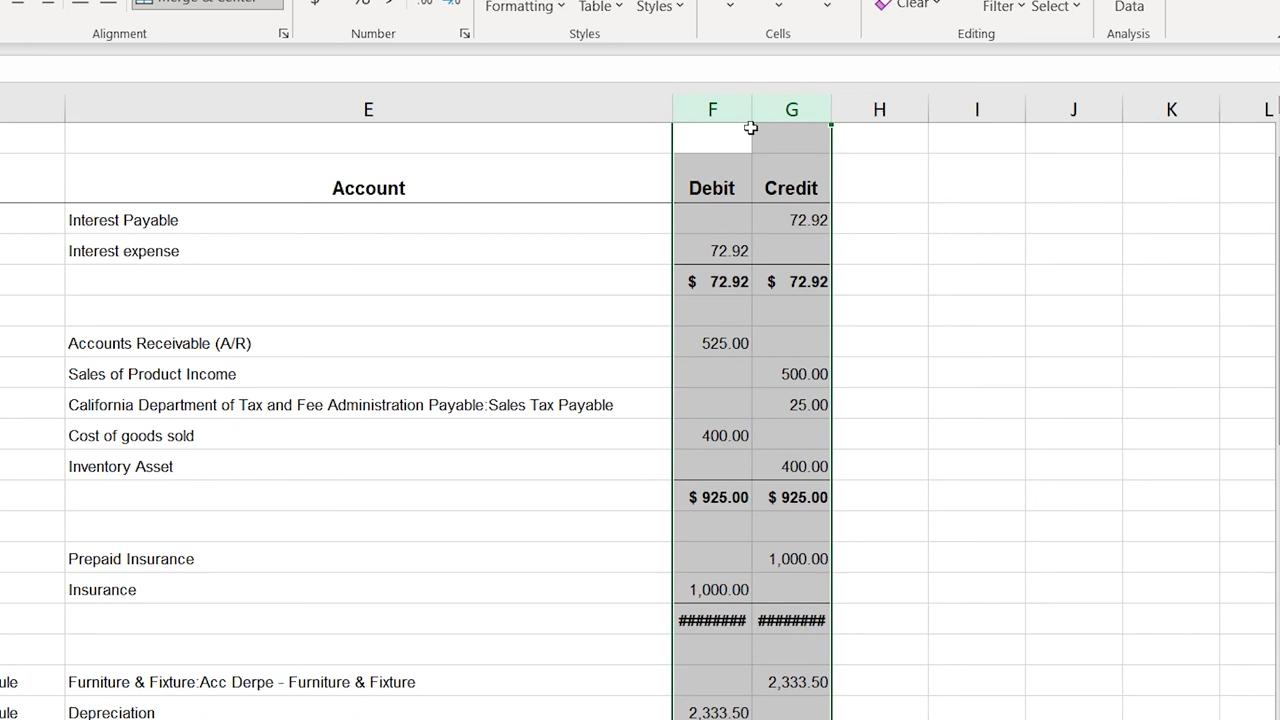 Merge & Center
$ % 9
Formatting Table Styles
Clear
Filter Select Data
Alignment Number Styles Cells Editing Analysis
E F G H I J K L
Account Debit Credit
Interest Payable 72.92
Interest expense 72.92
$ 72.92 $ 72.92
Accounts Receivable (A/R) 525.00
Sales of Product Income 500.00
California Department of Tax and Fee Administration Payable:Sales Tax Payable 25.00
Cost of goods sold 400.00
Inventory Asset 400.00
$ 925.00 $ 925.00
Prepaid Insurance 1,000.00
Insurance 1,000.00
######## ########
ule Furniture & Fixture:Acc Derpe - Furniture & Fixture 2,333.50
ule Depreciation 2,333.50